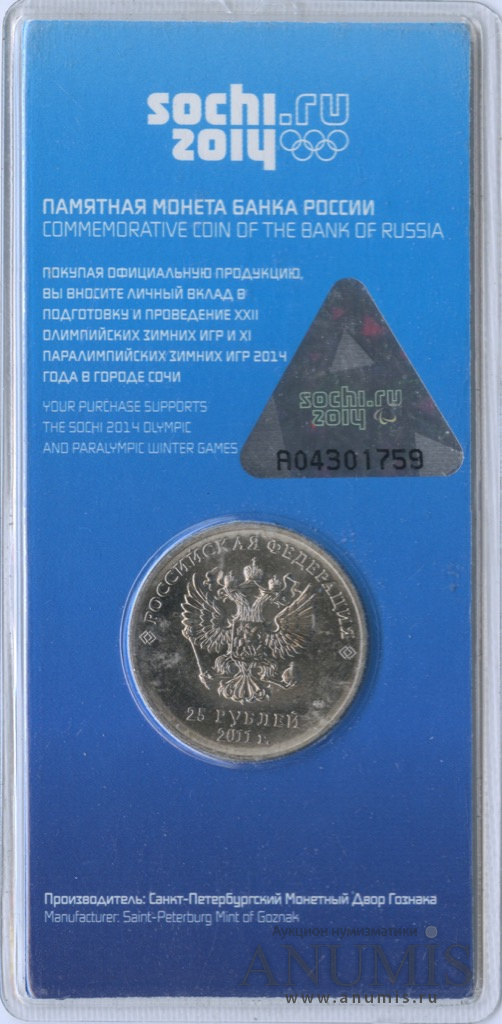 sochi.ru
2014
ПАМЯТНАЯ МОНЕТА БАНКА РОССИИ
COMMEMORATIVE COIN OF THE BANK OF RUSSIA
ПОКУПАЯ ОФИЦИАЛЬНУЮ ПРОДУКЦИЮ,
ВЫ ВНОСИТЕ ЛИЧНЫЙ ВКЛАД В
ПОДГОТОВКУ И ПРОВЕДЕНИЕ XXII
ОЛИМПИЙСКИХ ЗИМНИХ ИГР И XI
ПАРАЛИМПИЙСКИХ ЗИМНИХ ИГР 2014
ГОДА В ГОРОДЕ СОЧИ
YOUR PURCHASE SUPPORTS
THE SOCHI 2014 OLYMPIC
AND PARALYMPIC WINTER GAMES
sochi.ru
2014
A04301759
РОССИЙСКАЯ ФЕДЕРАЦИЯ
25 РУБЛЕЙ
2011 г.
Производитель: Санкт-Петербургский Монетный Двор Гознака
Manufacturer: Saint-Peterburg Mint of Goznak
Аукцион нумизматики
ANUMIS
www.anumis.ru